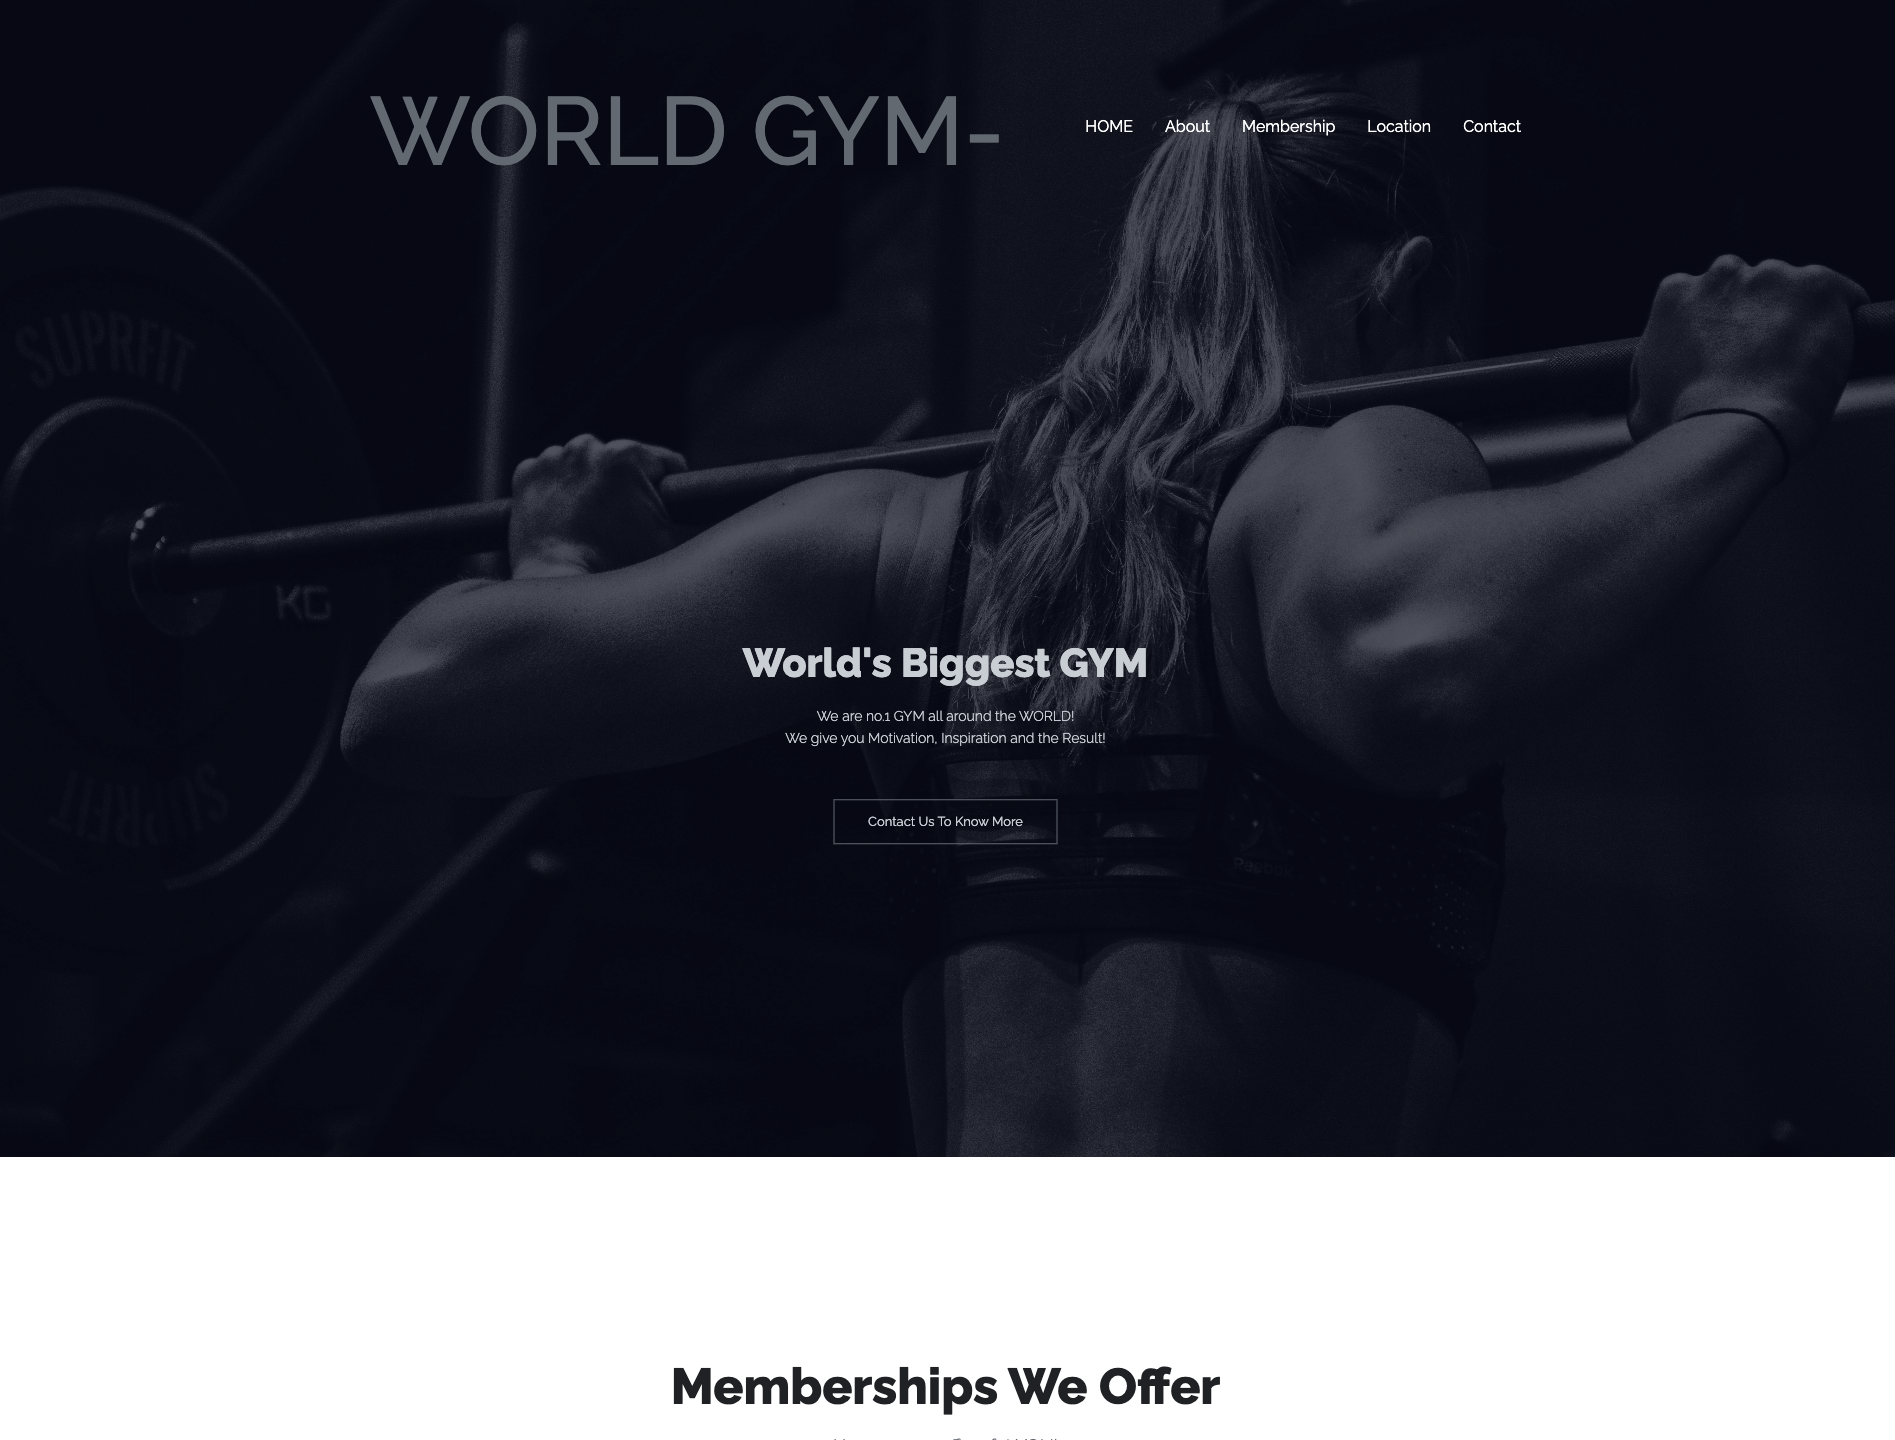 WORLD GYM-
HOME About Membership Location Contact
SUPRFIT
KG
World's Biggest GYM
We are no.1 GYM all around the WORLD!
We give you Motivation, Inspiration and the Result!
SUPRFIT
Contact Us To Know More
Reebok
Memberships We Offer